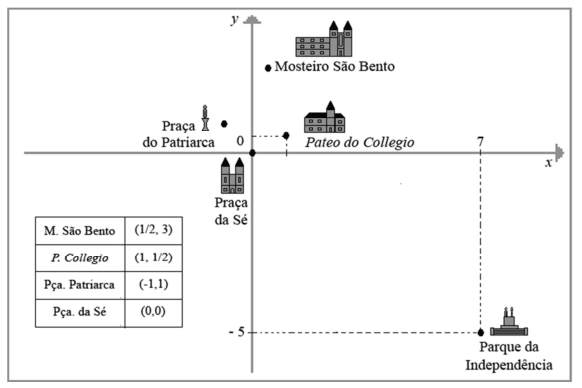 y
Mosteiro São Bento
Praça
do Patriarca
0
Pateo do Collegio
7
x
Praça
da Sé
M. São Bento (1/2, 3)
P. Collegio (1, 1/2)
Pça. Patriarca (-1,1)
Pça. da Sé (0,0)
- 5
Parque da
Independência